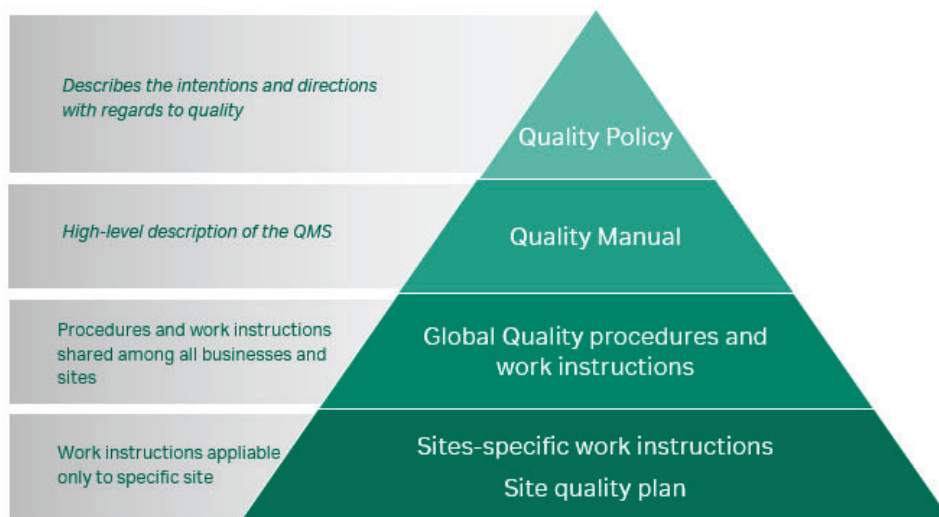 Describes the intentions and directions
with regards to quality
Quality Policy
High-level description of the QMS
Quality Manual
Procedures and work instructions
shared among all businesses and
sites
Global Quality procedures and
work instructions
Work instructions appliable
only to specific site
Sites-specific work instructions
Site quality plan